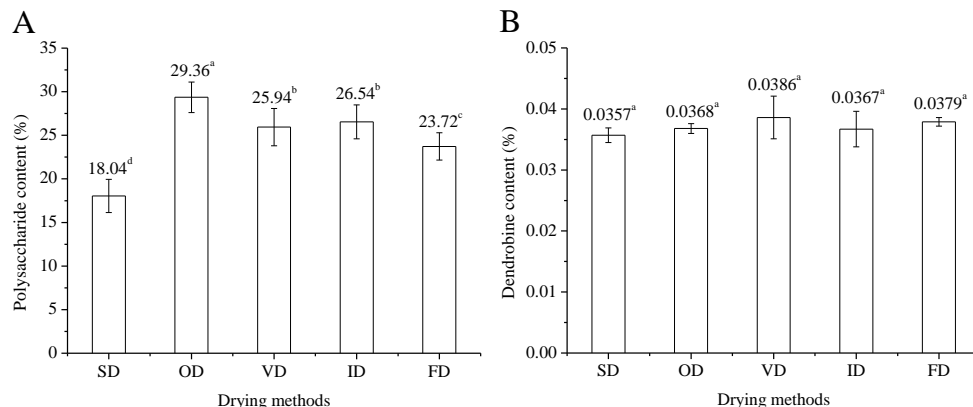 A
Polysaccharide content (%)
35
30
25
20
15
10
5
0
18.04d
29.36a
25.94b
26.54b
23.72c
SD OD VD ID FD
Drying methods
B
Dendrobine content (%)
0.05
0.04
0.03
0.02
0.01
0.00
0.0357a
0.0368a
0.0386a
0.0367a
0.0379a
SD OD VD ID FD
Drying methods